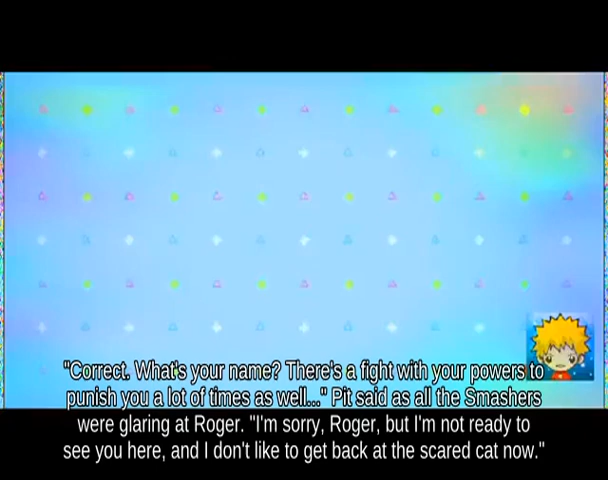 "Correct. What's your name? There's a fight with your powers to
punish you a lot of times as well..." Pit said as all the Smashers
were glaring at Roger. "I'm sorry, Roger, but I'm not ready to
see you here, and I don't like to get back at the scared cat now."